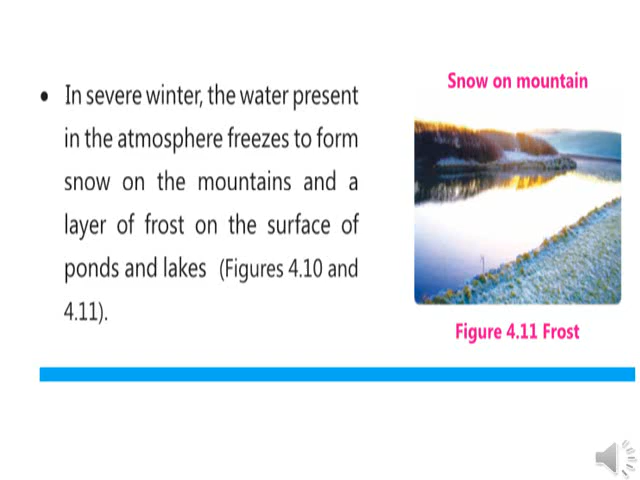 • In severe winter, the water present
in the atmosphere freezes to form
snow on the mountains and a
layer of frost on the surface of
ponds and lakes (Figures 4.10 and
4.11).
Snow on mountain
Figure 4.11 Frost